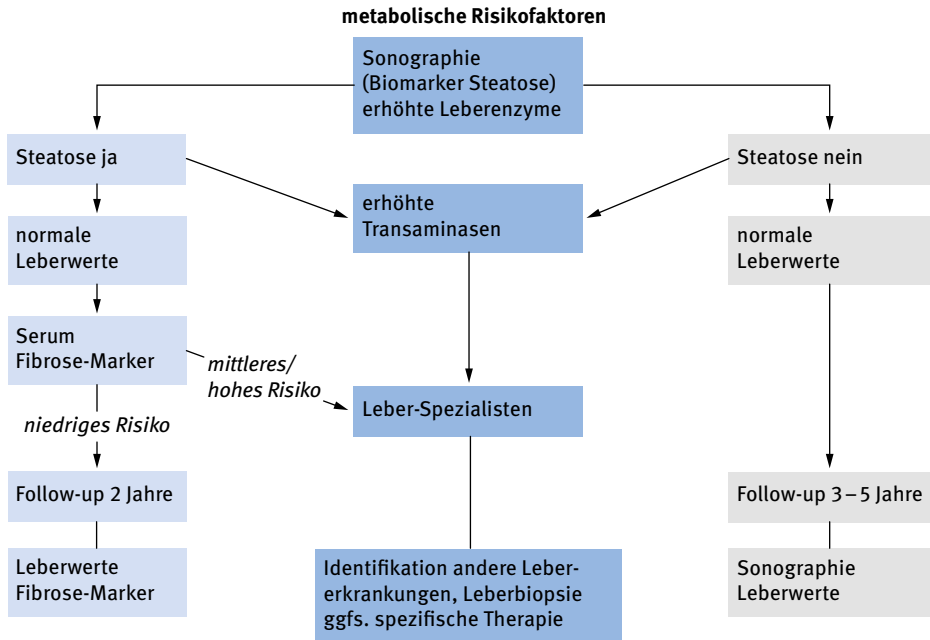 metabolische Risikofaktoren
Sonographie
(Biomarker Steatose)
erhöhte Leberenzyme
Steatose ja
Steatose nein
erhöhte
Transaminasen
normale
Leberwerte
normale
Leberwerte
Serum
Fibrose-Marker
mittleres/
hohes Risiko
Leber-Spezialisten
niedriges Risiko
Follow-up 2 Jahre
Follow-up 3 – 5 Jahre
Leberwerte
Fibrose-Marker
Identifikation andere Leber-
erkrankungen, Leberbiopsie
ggfs. spezifische Therapie
Sonographie
Leberwerte